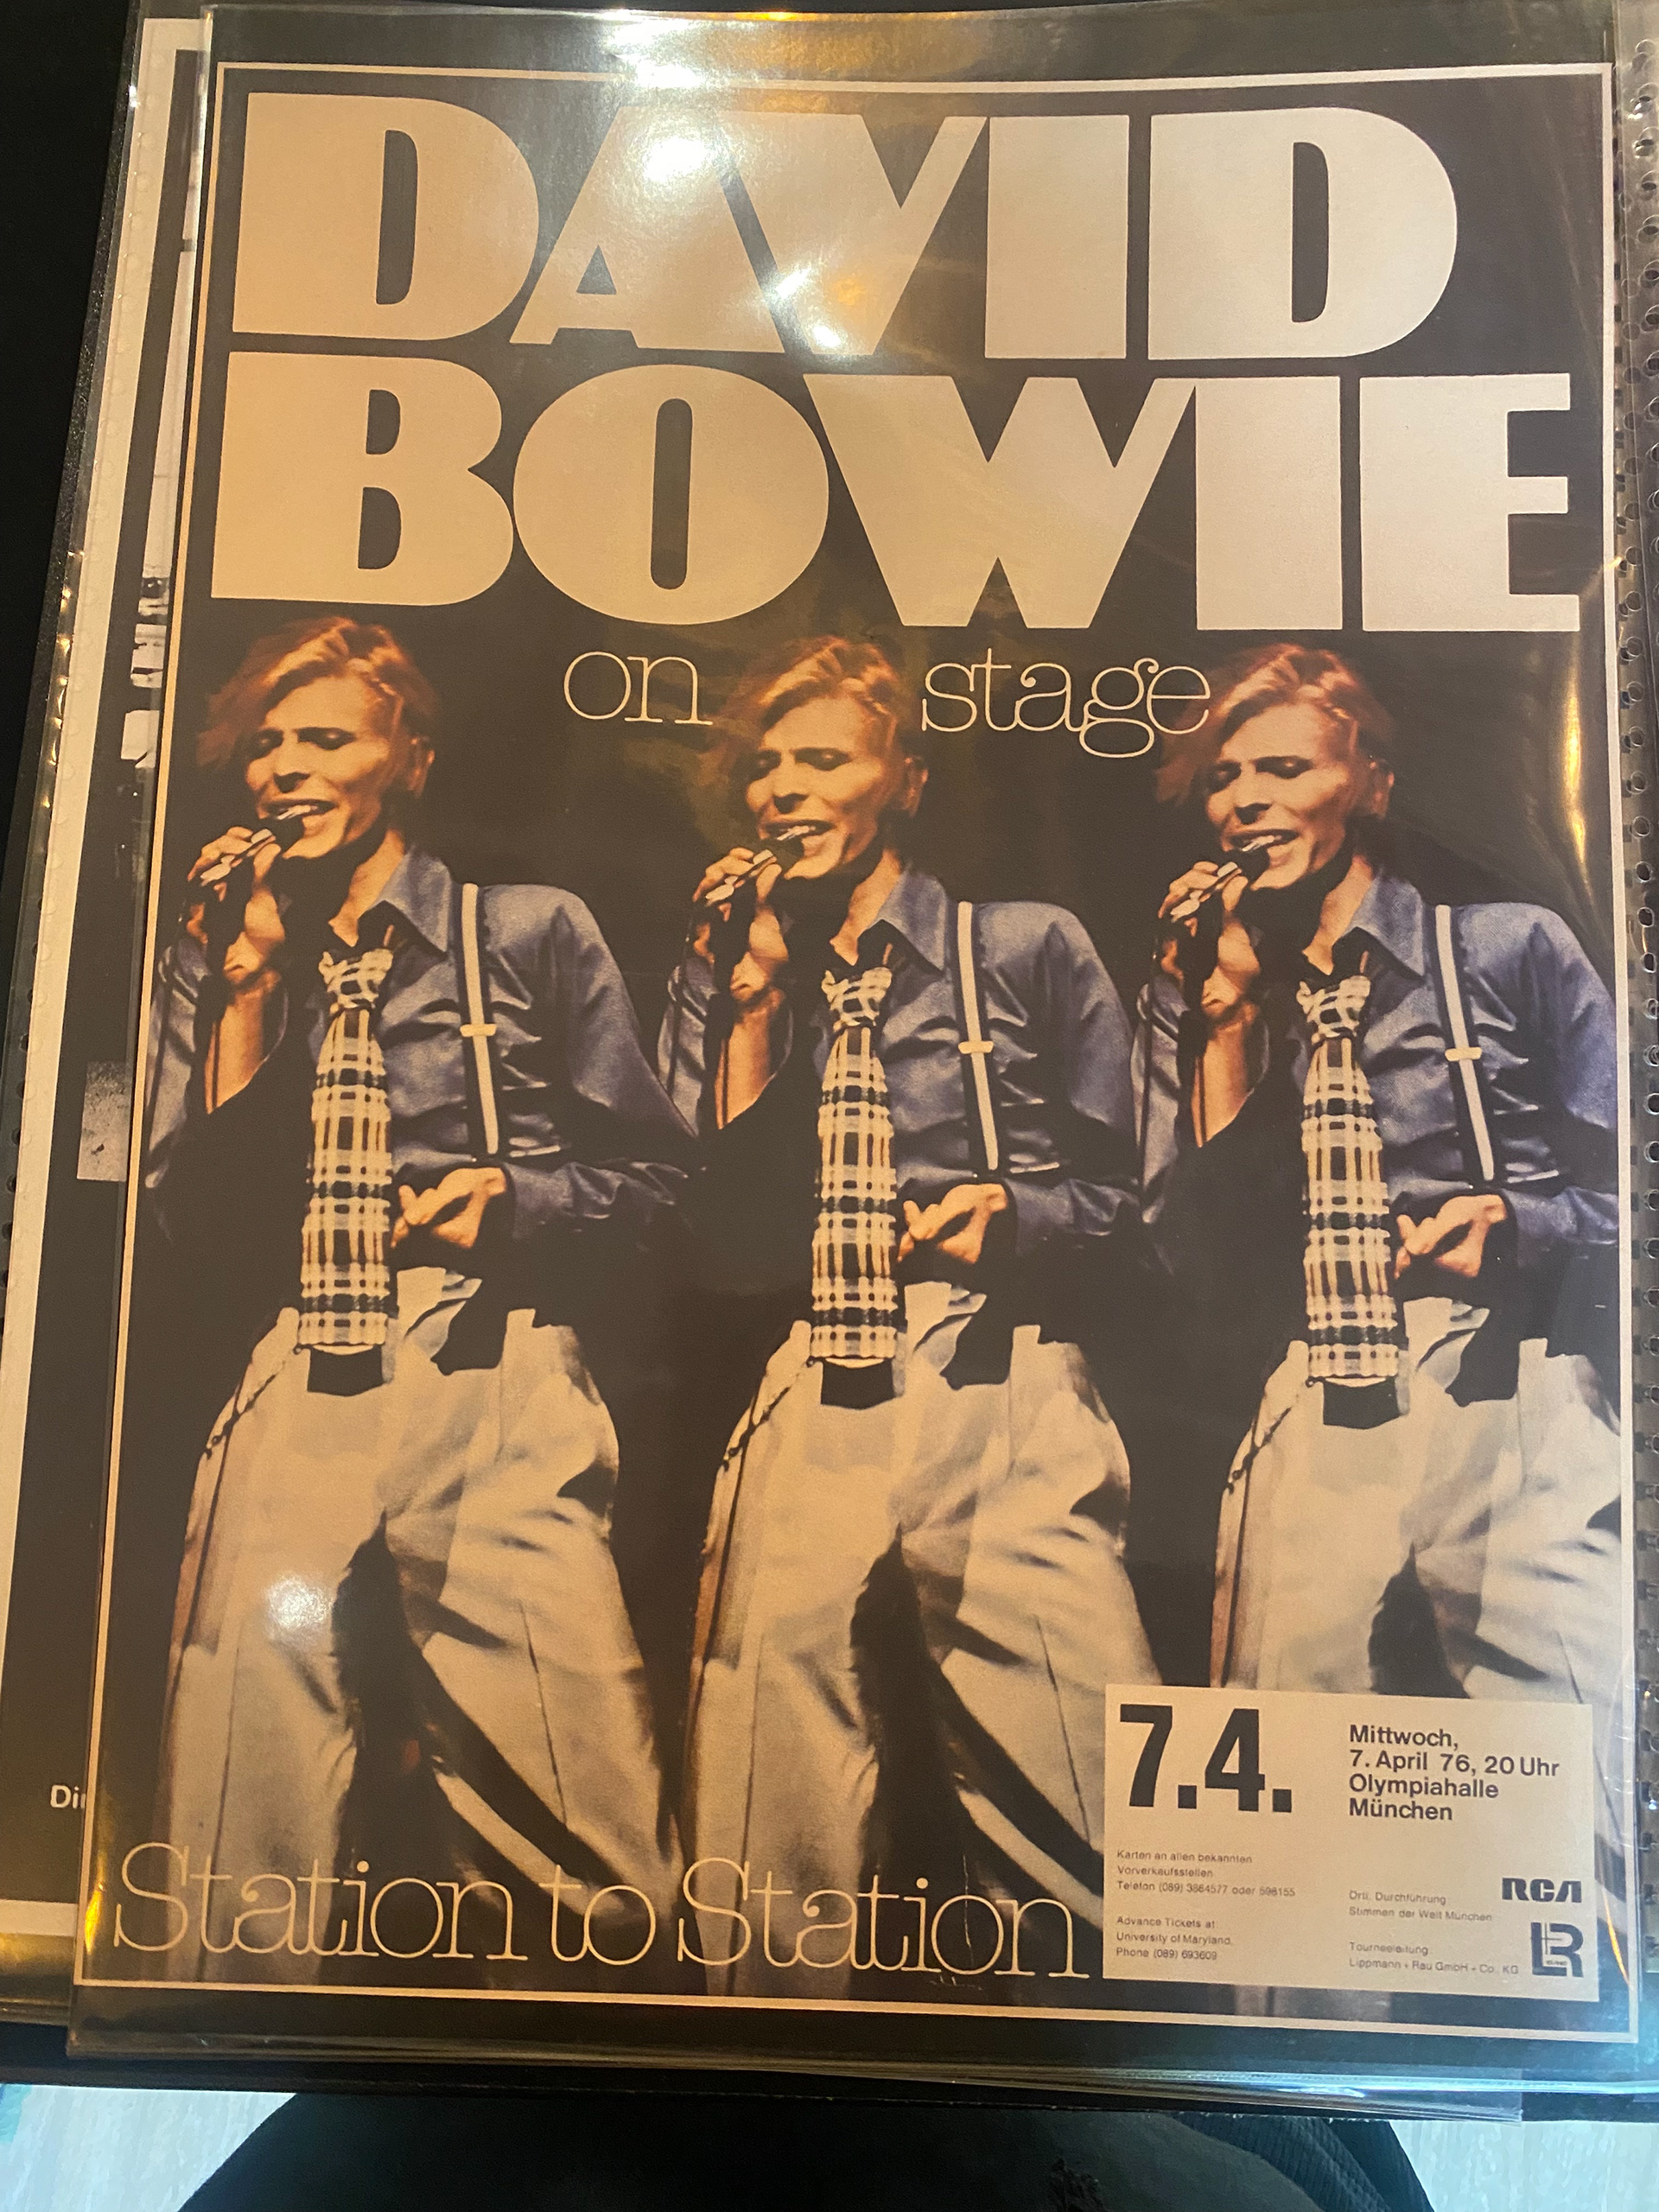 DAVID
BOWIE
on stage
Station to Station
7.4.
Mittwoch,
7. April 76, 20 Uhr
Olympiahalle
München
Karten an allen bekannten
Vorverkaufsstellen
Telefon (089) 3864577 oder 598155
Advance Tickets at
University of Maryland,
Phone (089) 693609
Örtl. Durchführung
Stimmen der Welt München
Tourneeleitung
Lippmann + Rau GmbH + Co. KG
RCA
LR
Di